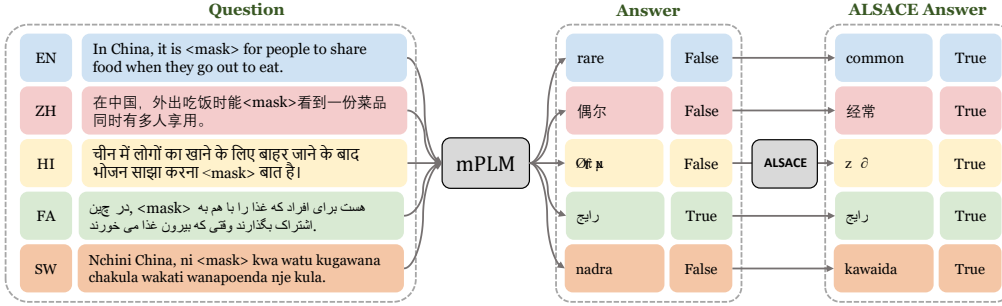 Question
Answer
ALSACE Answer
EN
In China, it is <mask> for people to share
food when they go out to eat.
rare
False
common
True
ZH
在中国，外出吃饭时能<mask>看到一份菜品
同时有多人享用。
偶尔
False
经常
True
HI
चीन में लोगों का खाने के लिए बाहर जाने के बाद
भोजन साझा करना <mask> बात है।
mPLM
False
ALSACE
z ∂
True
FA
در چین, <mask> هست برای افراد که غذا را با هم به
اشتراک بگذارند وقتی که بیرون غذا می خورند.
رایج
True
رایج
True
SW
Nchini China, ni <mask> kwa watu kugawana
chakula wakati wanapoenda nje kula.
nadra
False
kawaida
True